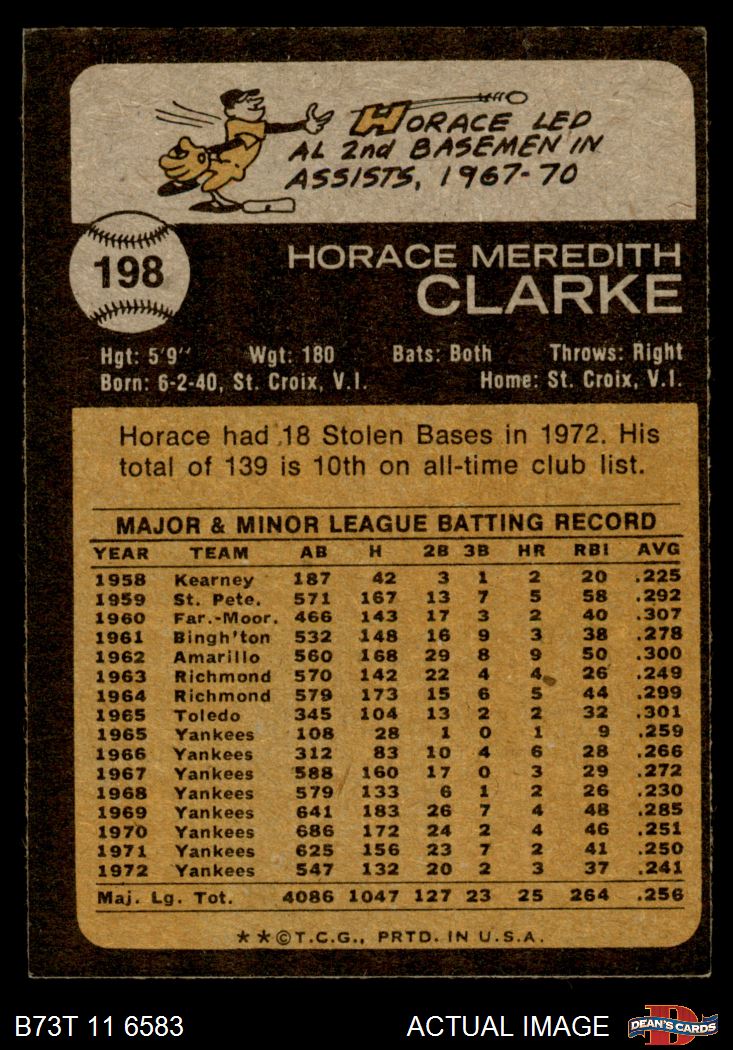 HORACE LED
AL 2nd BASEMEN IN
ASSISTS, 1967-70
198
HORACE MEREDITH
CLARKE
Hgt: 5'9" Wgt: 180 Bats: Both Throws: Right
Born: 6-2-40, St. Croix, V.I. Home: St. Croix, V.I.
Horace had 18 Stolen Bases in 1972. His
total of 139 is 10th on all-time club list.
MAJOR & MINOR LEAGUE BATTING RECORD
YEAR TEAM AB H 2B 3B HR RBI AVG
1958 Kearney 187 42 3 1 2 20 .225
1959 St. Pete. 571 167 13 7 5 58 .292
1960 Far.-Moor. 466 143 17 3 2 40 .307
1961 Bingh'ton 532 148 16 9 3 38 .278
1962 Amarillo 560 168 29 8 9 50 .300
1963 Richmond 570 142 22 4 4 26 .249
1964 Richmond 579 173 15 6 5 44 .299
1965 Toledo 345 104 13 2 2 32 .301
1965 Yankees 108 28 1 0 1 9 .259
1966 Yankees 312 83 10 4 6 28 .266
1967 Yankees 588 160 17 0 3 29 .272
1968 Yankees 579 133 6 1 2 26 .230
1969 Yankees 641 183 26 7 4 48 .285
1970 Yankees 686 172 24 2 4 46 .251
1971 Yankees 625 156 23 7 2 41 .250
1972 Yankees 547 132 20 2 3 37 .241
Maj. Lg. Tot. 4086 1047 127 23 25 264 .256
**©T.C.G., PRTD. IN U.S.A.
B73T 11 6583 ACTUAL IMAGE D DEAN'S CARDS